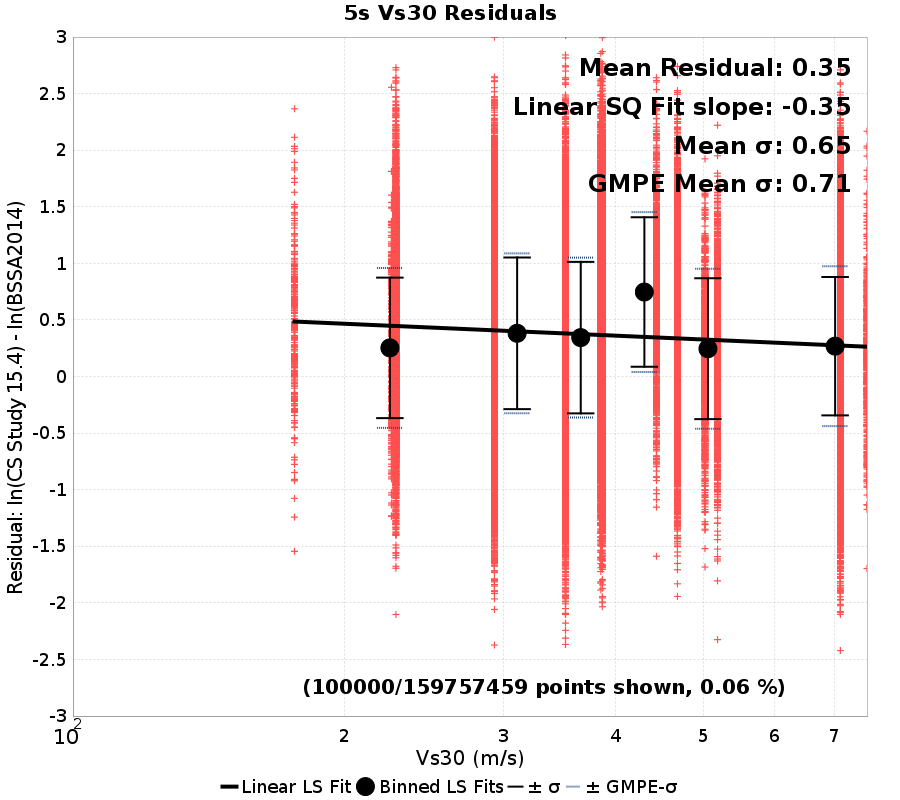 5s Vs30 Residuals
Mean Residual: 0.35
Linear SQ Fit slope: -0.35
Mean σ: 0.65
GMPE Mean σ: 0.71
3
2.5
2
1.5
1
0.5
0
-0.5
-1
-1.5
-2
-2.5
-3
Residual: ln(CS Study 15.4) - ln(BSSA2014)
(100000/159757459 points shown, 0.06 %)
10² 2 3 4 5 6 7
Vs30 (m/s)
Linear LS Fit Binned LS Fits ± σ ± GMPE-σ